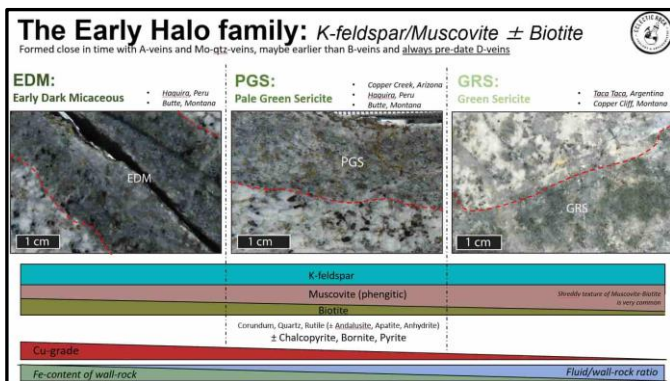 The Early Halo family: K-feldspar/Muscovite ± Biotite
Formed close in time with A-veins and Mo-qtz-veins, maybe earlier than B-veins and always pre-date D-veins
EDM:
Early Dark Micaceous
• Haquira, Peru
• Butte, Montana
PGS:
Pale Green Sericite
• Copper Creek, Arizona
• Haquira, Peru
• Butte, Montana
GRS:
Green Sericite
• Taca Taca, Argentina
• Copper Cliff, Montana
EDM
1 cm
PGS
1 cm
GRS
1 cm
K-feldspar
Muscovite (phengitic)
Shreddy texture of Muscovite-Biotite
is very common
Biotite
Corundum, Quartz, Rutile (± Andalusite, Apatite, Anhydrite)
± Chalcopyrite, Bornite, Pyrite
Cu-grade
Fe-content of wall-rock
Fluid/wall-rock ratio